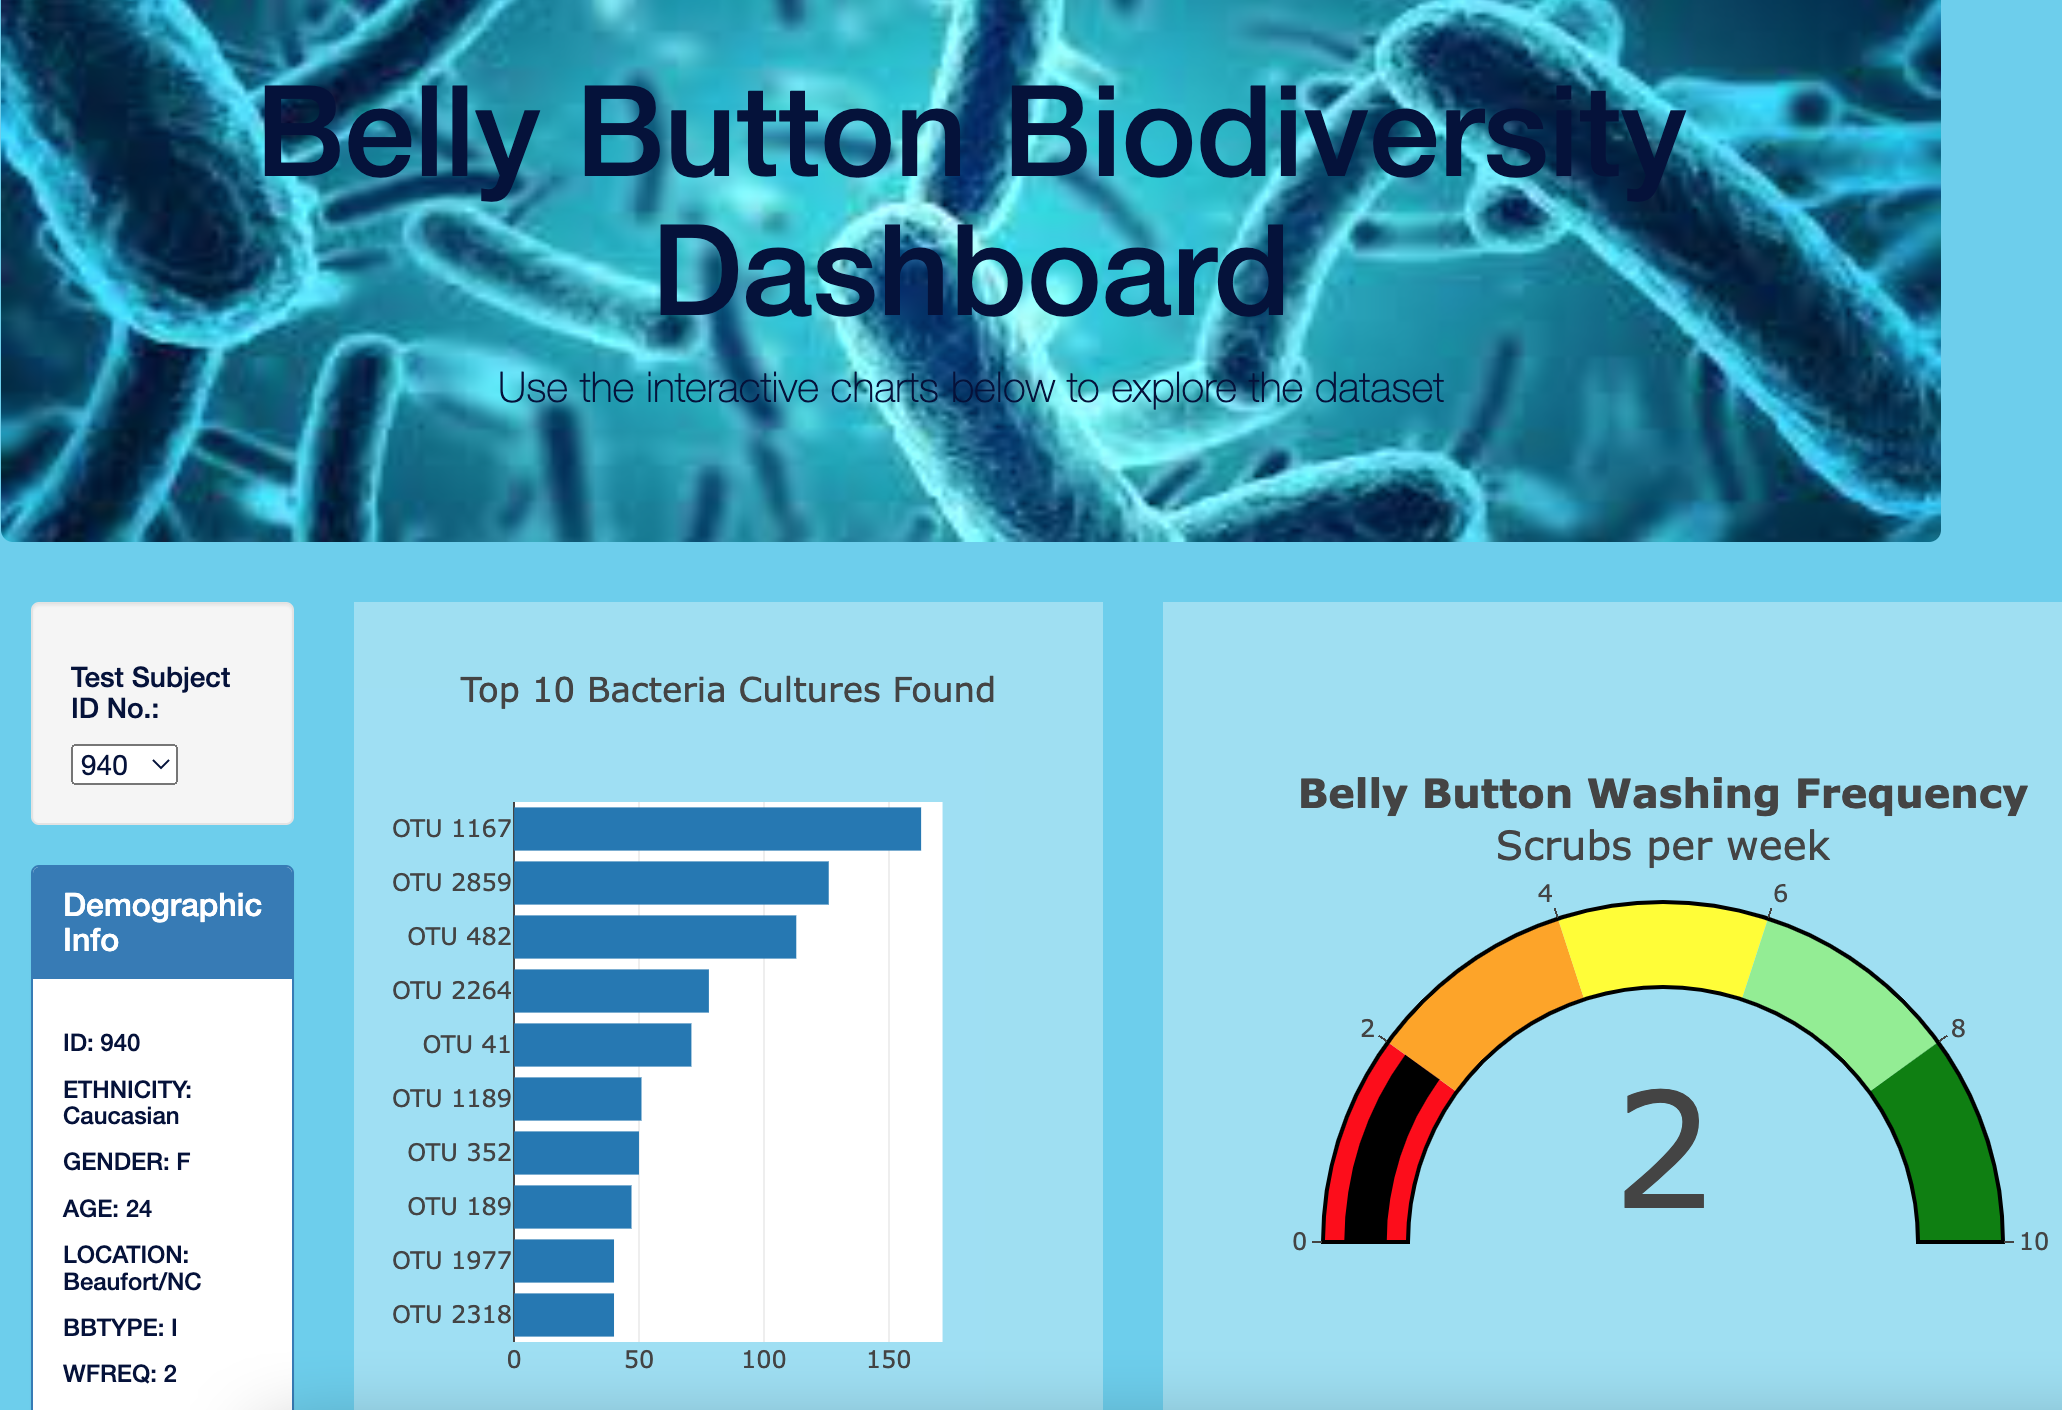 Belly Button Biodiversity
Dashboard
Use the interactive charts below to explore the dataset
Test Subject
ID No.:
940
Demographic
Info
ID: 940
ETHNICITY:
Caucasian
GENDER: F
AGE: 24
LOCATION:
Beaufort/NC
BBTYPE: I
WFREQ: 2
Top 10 Bacteria Cultures Found
OTU 1167
OTU 2859
OTU 482
OTU 2264
OTU 41
OTU 1189
OTU 352
OTU 189
OTU 1977
OTU 2318
0 50 100 150
Belly Button Washing Frequency
Scrubs per week
4 6
2 8
2
0 10